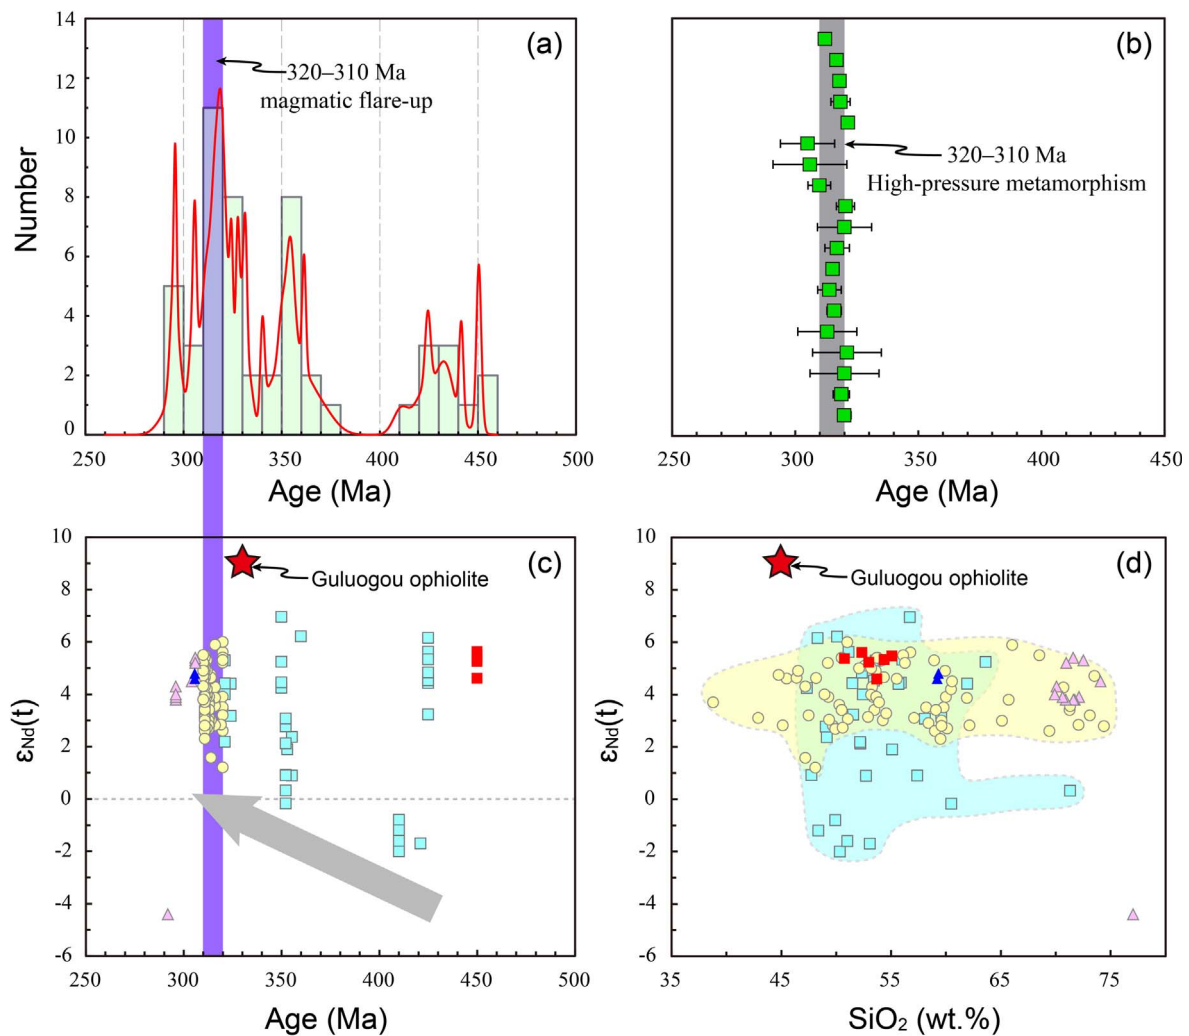 14
12
10
8
6
4
2
0
Number
(a)
320–310 Ma
magmatic flare-up
250 300 350 400 450 500
Age (Ma)
(b)
320–310 Ma
High-pressure metamorphism
250 300 350 400 450
Age (Ma)
10
8
6
4
2
0
-2
-4
-6
εNd(t)
(c)
Guluogou ophiolite
250 300 350 400 450 500
Age (Ma)
10
8
6
4
2
0
-2
-4
-6
εNd(t)
(d)
Guluogou ophiolite
35 45 55 65 75
SiO₂ (wt.%)